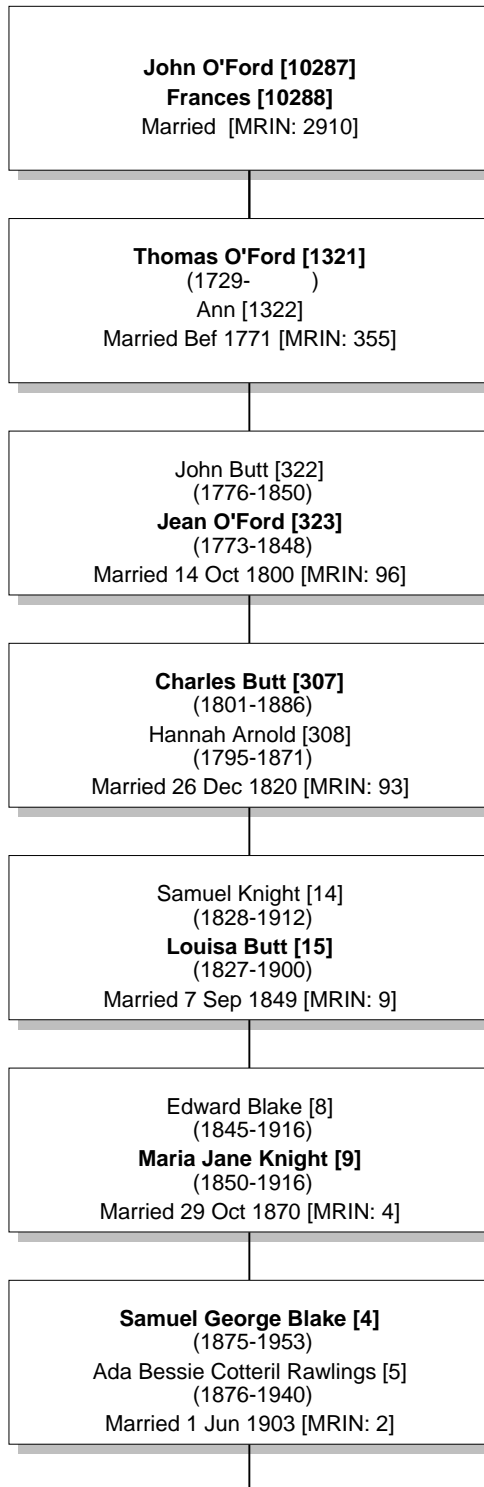 John O'Ford [10287]
Frances [10288]
Married  [MRIN: 2910]
Thomas O'Ford [1321]
(1729-          )
Ann [1322]
Married Bef 1771 [MRIN: 355]
John Butt [322]
(1776-1850)
Jean O'Ford [323]
(1773-1848)
Married 14 Oct 1800 [MRIN: 96]
Charles Butt [307]
(1801-1886)
Hannah Arnold [308]
(1795-1871)
Married 26 Dec 1820 [MRIN: 93]
Samuel Knight [14]
(1828-1912)
Louisa Butt [15]
(1827-1900)
Married 7 Sep 1849 [MRIN: 9]
Edward Blake [8]
(1845-1916)
Maria Jane Knight [9]
(1850-1916)
Married 29 Oct 1870 [MRIN: 4]
Samuel George Blake [4]
(1875-1953)
Ada Bessie Cotteril Rawlings [5]
(1876-1940)
Married 1 Jun 1903 [MRIN: 2]